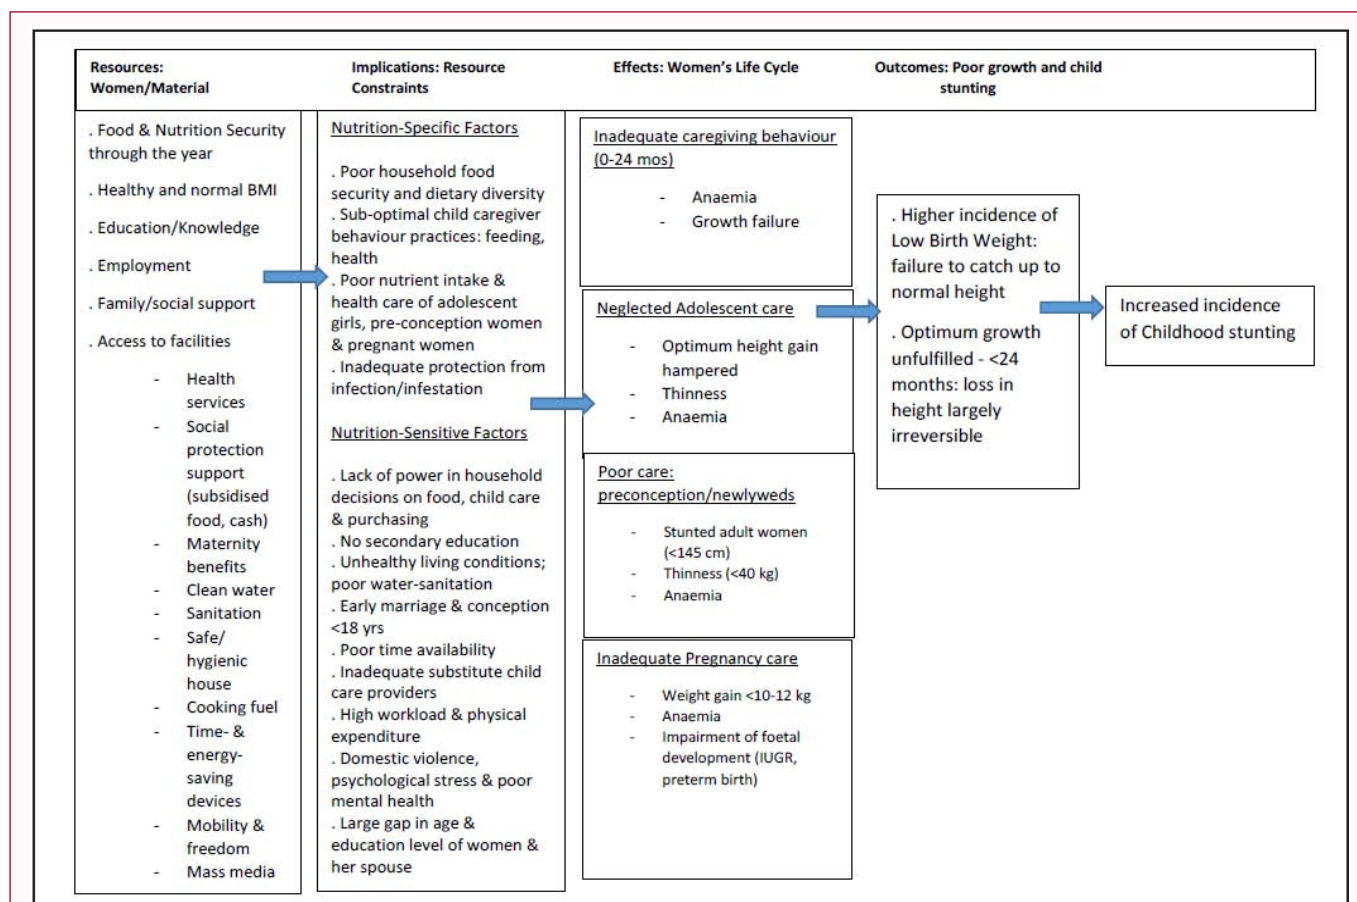 Resources:
Women/Material
Implications: Resource
Constraints
Effects: Women's Life Cycle
Outcomes: Poor growth and child
stunting
. Food & Nutrition Security
through the year
. Healthy and normal BMI
. Education/Knowledge
. Employment
. Family/social support
. Access to facilities
- Health
services
- Social
protection
support
(subsidised
food, cash)
- Maternity
benefits
- Clean water
- Sanitation
- Safe/
hygienic
house
- Cooking fuel
- Time- &
energy-
saving
devices
- Mobility &
freedom
- Mass media
Nutrition-Specific Factors
. Poor household food
security and dietary diversity
. Sub-optimal child caregiver
behaviour practices: feeding,
health
. Poor nutrient intake &
health care of adolescent
girls, pre-conception women
& pregnant women
. Inadequate protection from
infection/infestation
Nutrition-Sensitive Factors
. Lack of power in household
decisions on food, child care
& purchasing
. No secondary education
. Unhealthy living conditions;
poor water-sanitation
. Early marriage & conception
<18 yrs
. Poor time availability
. Inadequate substitute child
care providers
. High workload & physical
expenditure
. Domestic violence,
psychological stress & poor
mental health
. Large gap in age &
education level of women &
her spouse
Inadequate caregiving behaviour
(0-24 mos)
- Anaemia
- Growth failure
Neglected Adolescent care
- Optimum height gain
hampered
- Thinness
- Anaemia
Poor care:
preconception/newlyweds
- Stunted adult women
(<145 cm)
- Thinness (<40 kg)
- Anaemia
Inadequate Pregnancy care
- Weight gain <10-12 kg
- Anaemia
- Impairment of foetal
development (IUGR,
preterm birth)
. Higher incidence of
Low Birth Weight:
failure to catch up to
normal height
. Optimum growth
unfulfilled - <24
months: loss in
height largely
irreversible
Increased incidence
of Childhood stunting